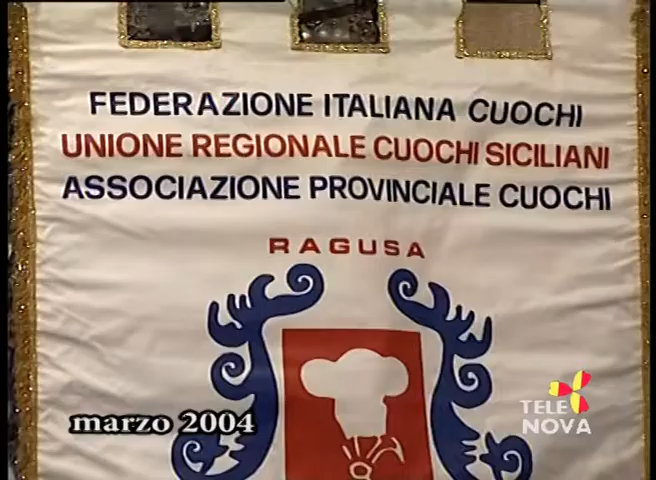 FEDERAZIONE ITALIANA CUOCHI
UNIONE REGIONALE CUOCHI SICILIANI
ASSOCIAZIONE PROVINCIALE CUOCHI
RAGUSA
marzo 2004
TELE
NOVA